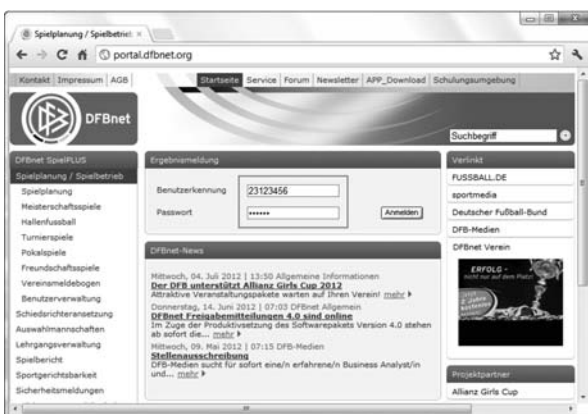 Spielplanung / Spielbetrieb
portal.dfbnet.org
Kontakt Impressum AGB
Startseite Service Forum Newsletter APP_Download Schulungsumgebung
DFBnet
Suchbegriff
DFBnet SpielPLUS
Spielplanung / Spielbetrieb
Spielplanung
Meisterschaftsspiele
Hallenfussball
Turnierspiele
Pokalspiele
Freundschaftsspiele
Vereinsmeldebogen
Benutzerverwaltung
Schiedsrichteransetzung
Auswahlmannschaften
Lehrgangsverwaltung
Spielbericht
Sportgerichtsbarkeit
Sicherheitsmeldungen
Ergebnismeldung
Benutzerkennung 23123456
Passwort ••••••
Anmelden
DFBnet-News
Mittwoch, 04. Juli 2012 | 13:50 Allgemeine Informationen
Der DFB unterstützt Allianz Girls Cup 2012
Attraktive Veranstaltungspakete warten auf Ihren Verein! mehr
Donnerstag, 14. Juni 2012 | 07:03 DFBnet Allgemein
DFBnet Freigabemitteilungen 4.0 sind online
Im Zuge der Produktivsetzung des Softwarepakets Version 4.0 stehen
ab sofort die... mehr
Mittwoch, 09. Mai 2012 | 07:15 DFB-Medien
Stellenausschreibung
DFB-Medien sucht für sofort eine/n erfahrene/n Business Analyst/in
und... mehr
Verlinkt
FUSSBALL.DE
sportmedia
Deutscher Fußball-Bund
DFB-Medien
DFBnet Verein
ERFOLG -
nicht nur auf dem Platz!
Projektpartner
Allianz Girls Cup